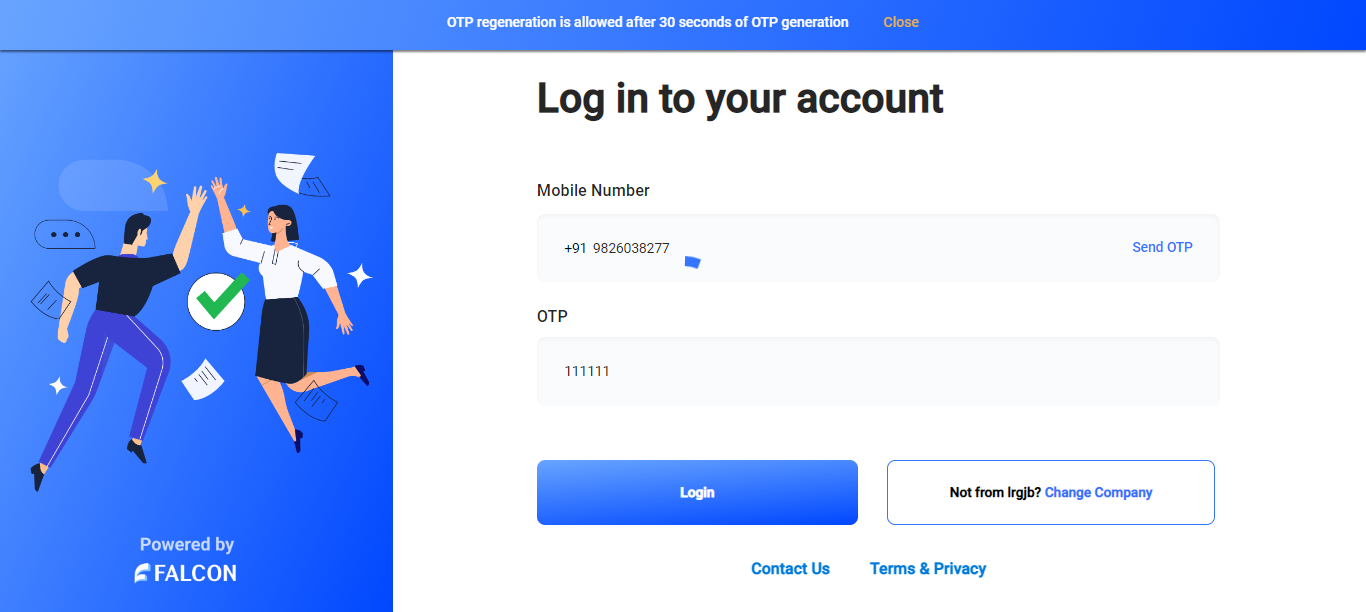 OTP regeneration is allowed after 30 seconds of OTP generation Close
Log in to your account
Mobile Number
+91 9826038277 Send OTP
OTP
111111
Login
Not from lrgjb? Change Company
Contact Us Terms & Privacy
Powered by
FALCON